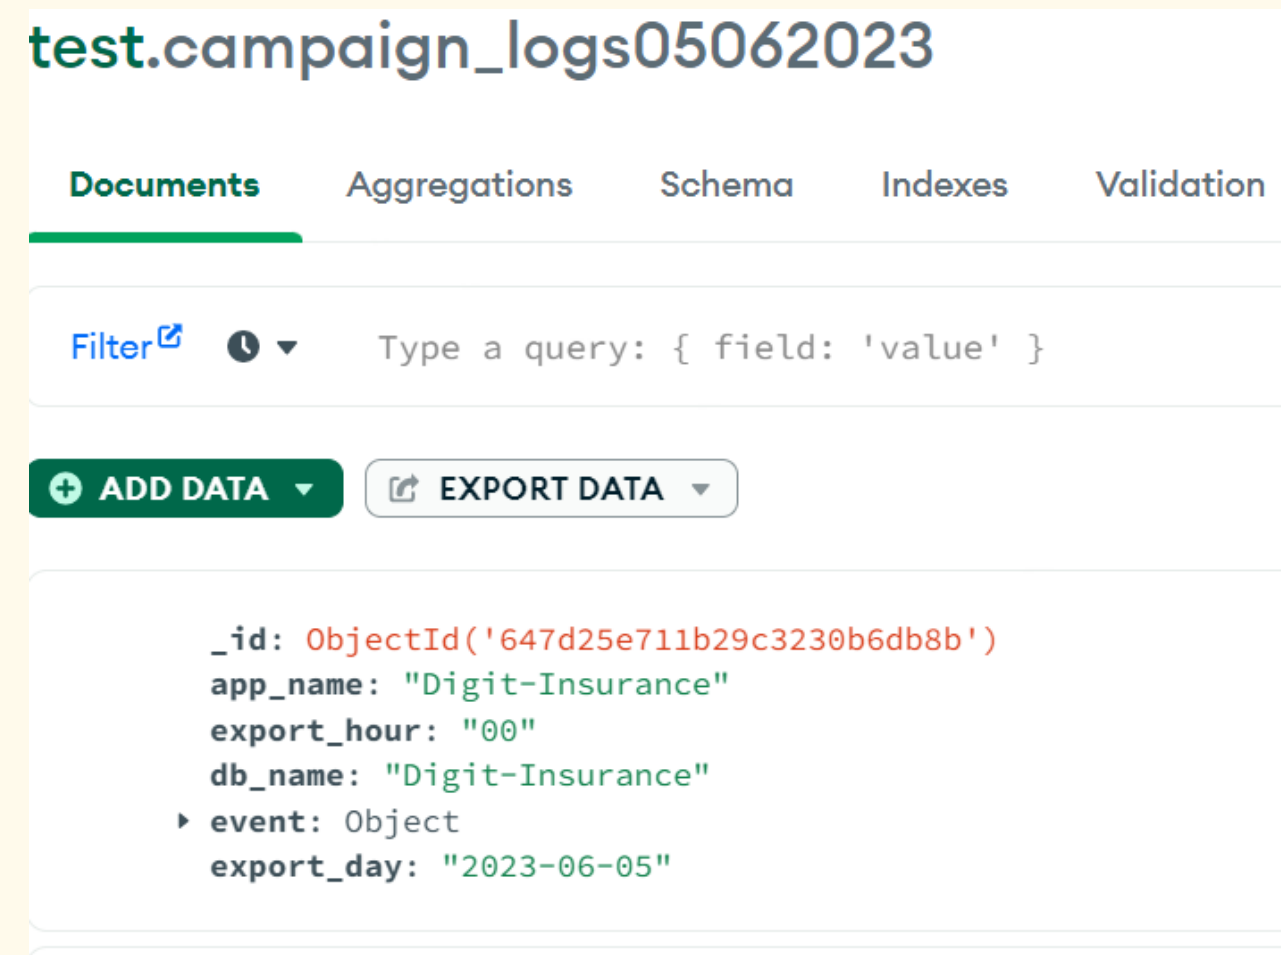 test.campaign_logs05062023
Documents Aggregations Schema Indexes Validation
Filter Type a query: { field: 'value' }
ADD DATA EXPORT DATA
_id: ObjectId('647d25e711b29c3230b6db8b')
app_name: "Digit-Insurance"
export_hour: "00"
db_name: "Digit-Insurance"
event: Object
export_day: "2023-06-05"